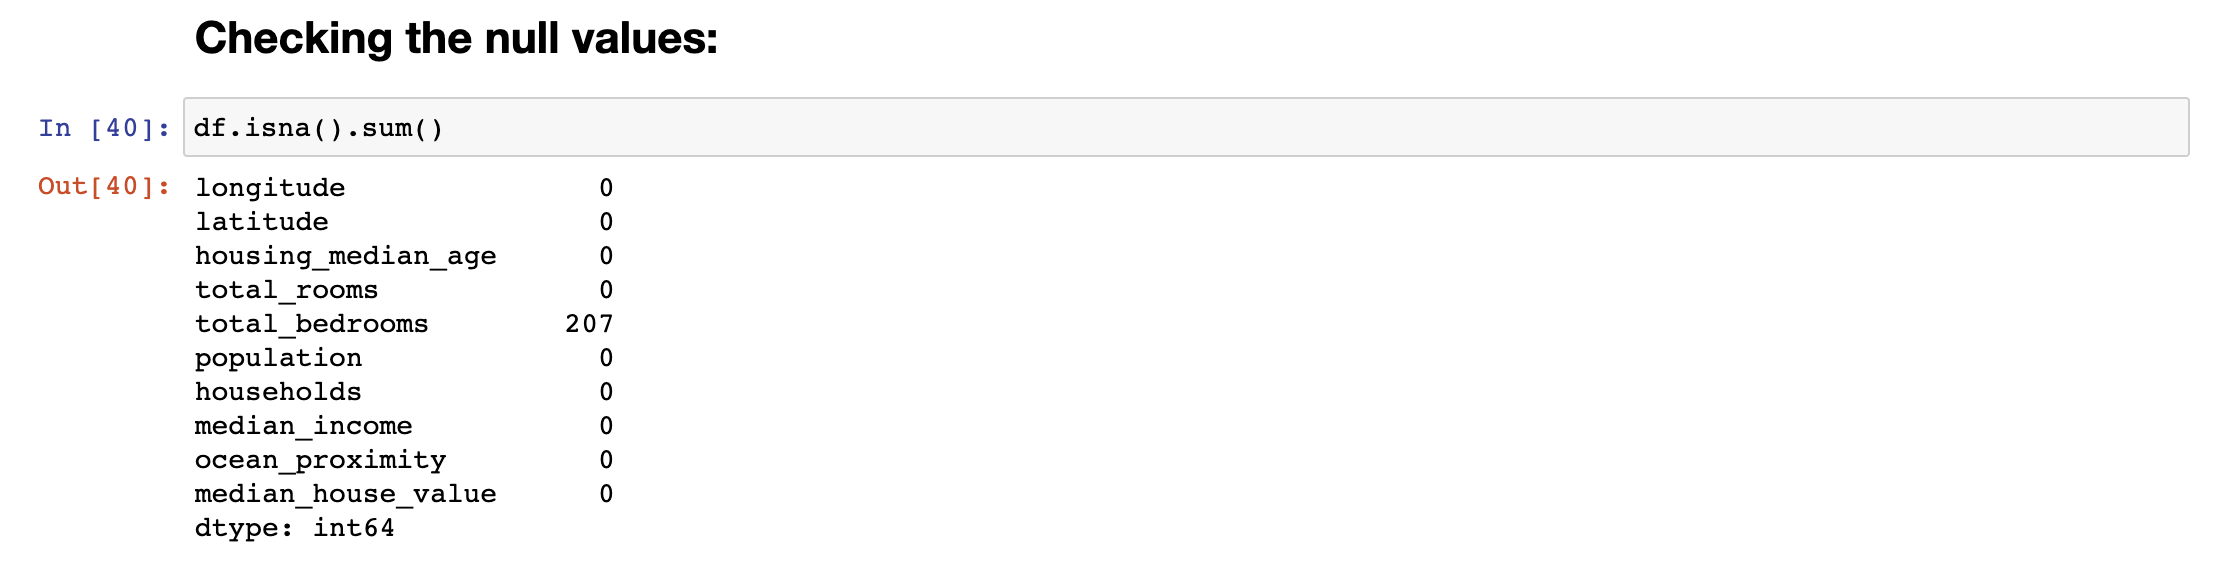 Checking the null values:
In [40]: df.isna().sum()
Out[40]: longitude 0
latitude 0
housing_median_age 0
total_rooms 0
total_bedrooms 207
population 0
households 0
median_income 0
ocean_proximity 0
median_house_value 0
dtype: int64